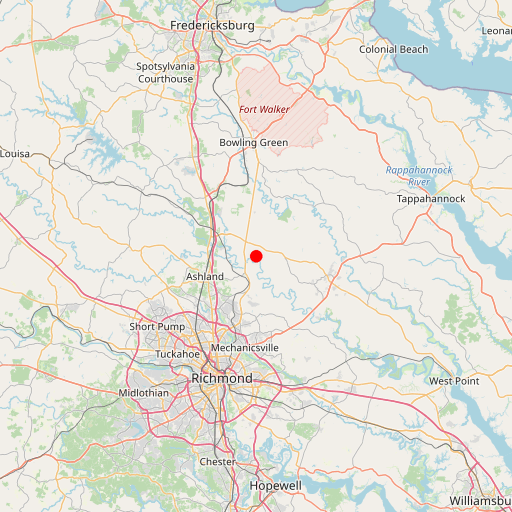 Fredericksburg
Leonar
Colonial Beach
Spotsylvania
Courthouse
Fort Walker
Bowling Green
Louisa
Rappahannock
River
Tappahannock
Ashland
Short Pump
Mechanicsville
Tuckahoe
Richmond
West Point
Midlothian
Chester
Hopewell
Williamsbu